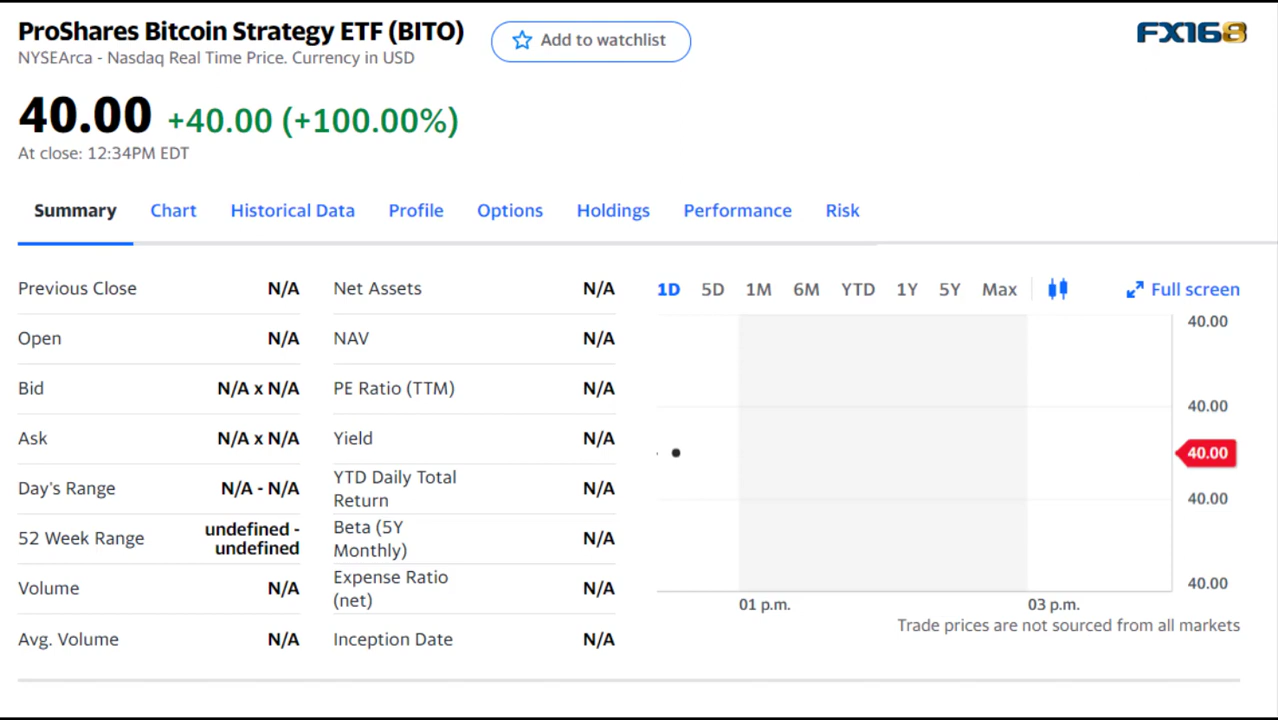 ProShares Bitcoin Strategy ETF (BITO)
Add to watchlist
FX168
NYSEArca - Nasdaq Real Time Price. Currency in USD
40.00 +40.00 (+100.00%)
At close: 12:34PM EDT
Summary Chart Historical Data Profile Options Holdings Performance Risk
Previous Close N/A
Open N/A
Bid N/A x N/A
Ask N/A x N/A
Day's Range N/A - N/A
52 Week Range undefined -
undefined
Volume N/A
Avg. Volume N/A
Net Assets N/A
NAV N/A
PE Ratio (TTM) N/A
Yield N/A
YTD Daily Total
Return N/A
Beta (5Y
Monthly) N/A
Expense Ratio
(net) N/A
Inception Date N/A
1D 5D 1M 6M YTD 1Y 5Y Max Full screen
40.00
40.00
40.00
40.00
40.00
01 p.m. 03 p.m.
Trade prices are not sourced from all markets